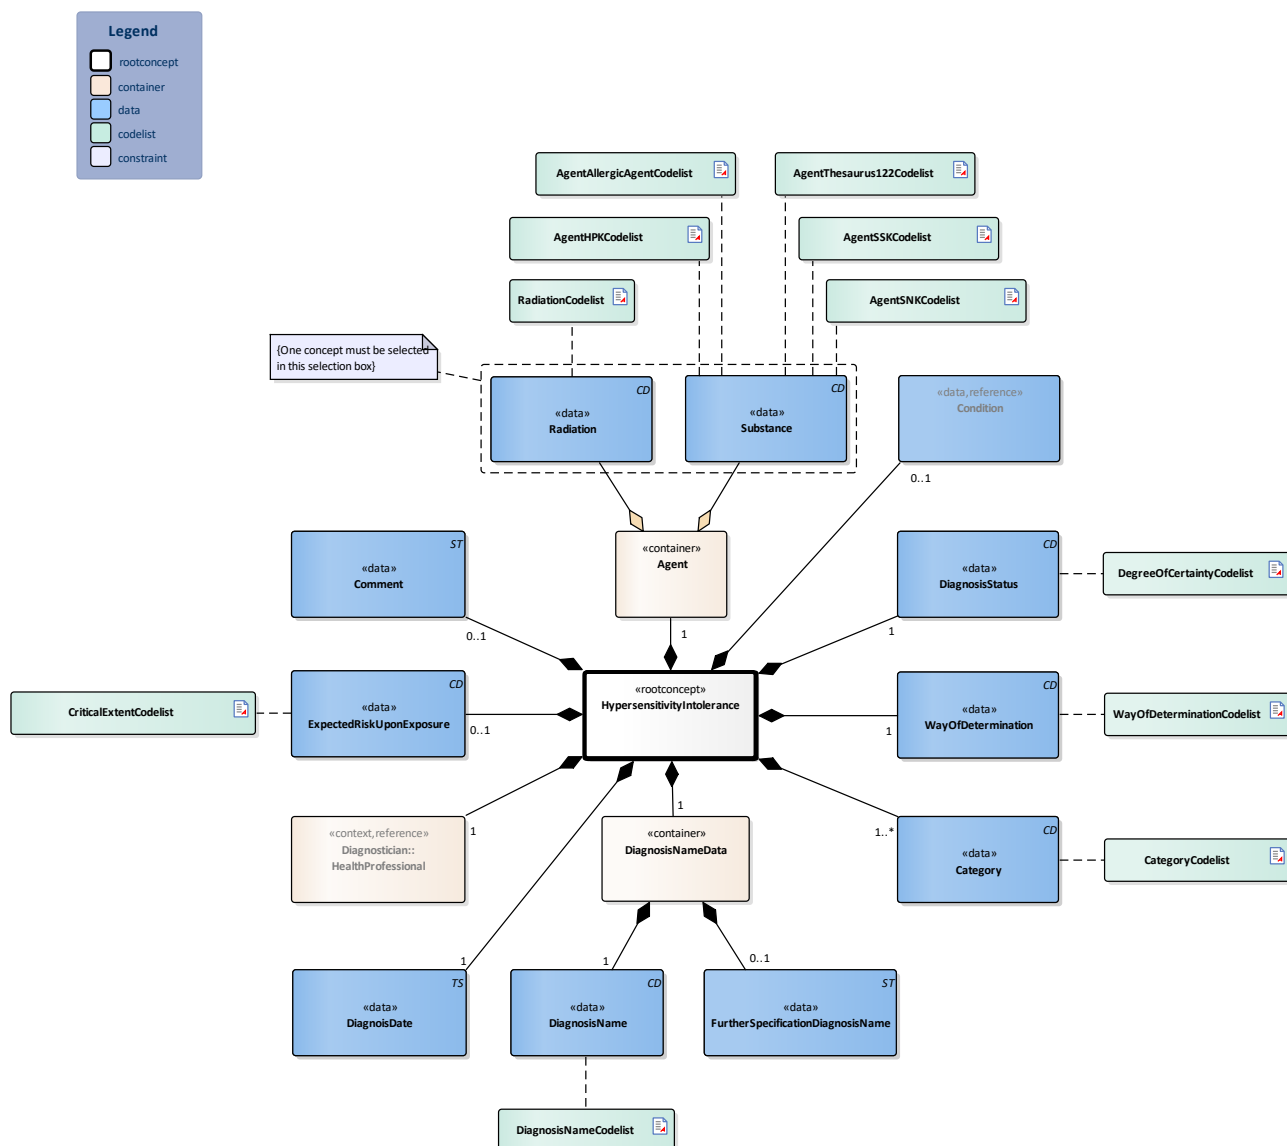 Legend
rootconcept
container
data
codelist
constraint
AgentAllergicAgentCodelist
AgentThesaurus122Codelist
AgentHPKCodelist
AgentSSKCodelist
RadiationCodelist
AgentSNKCodelist
{One concept must be selected
in this selection box}
CD
«data»
Radiation
CD
«data»
Substance
«data,reference»
Condition
0..1
ST
«data»
Comment
0..1
«container»
Agent
1
CD
«data»
DiagnosisStatus
1
DegreeOfCertaintyCodelist
CriticalExtentCodelist
CD
«data»
ExpectedRiskUponExposure
0..1
«rootconcept»
HypersensitivityIntolerance
CD
«data»
WayOfDetermination
1
WayOfDeterminationCodelist
«context,reference»
Diagnostician::
HealthProfessional
1
1
«container»
DiagnosisNameData
1..*
CD
«data»
Category
CategoryCodelist
1
TS
«data»
DiagnoisDate
1
CD
«data»
DiagnosisName
0..1
ST
«data»
FurtherSpecificationDiagnosisName
DiagnosisNameCodelist